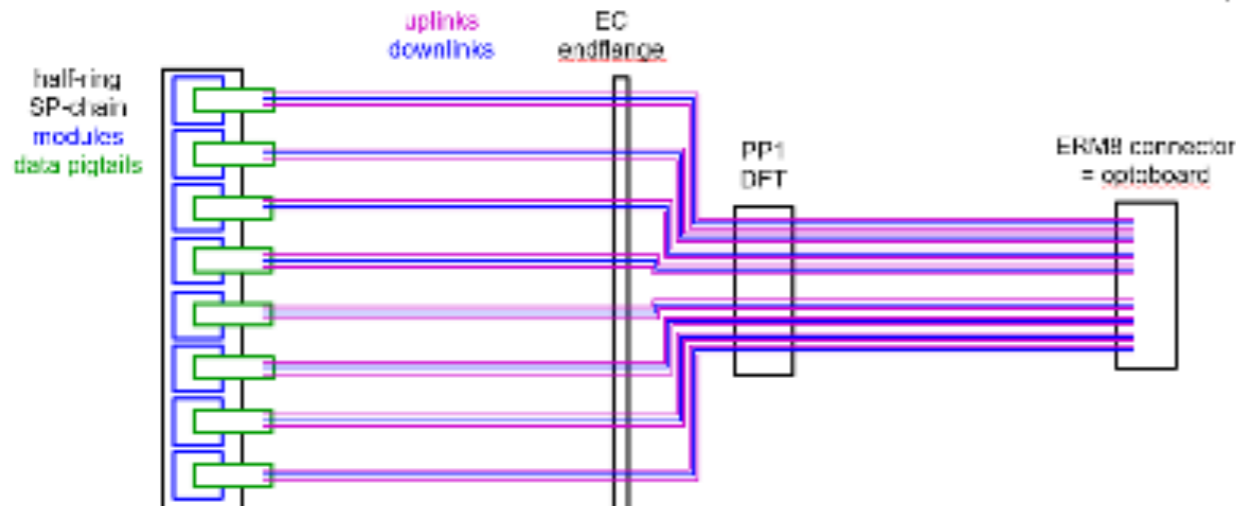 uplinks
downlinks
EC
endflange
half-ring
SP-chain
modules
data pigtails
PP1
DFT
ERM8 connector
= optoboard